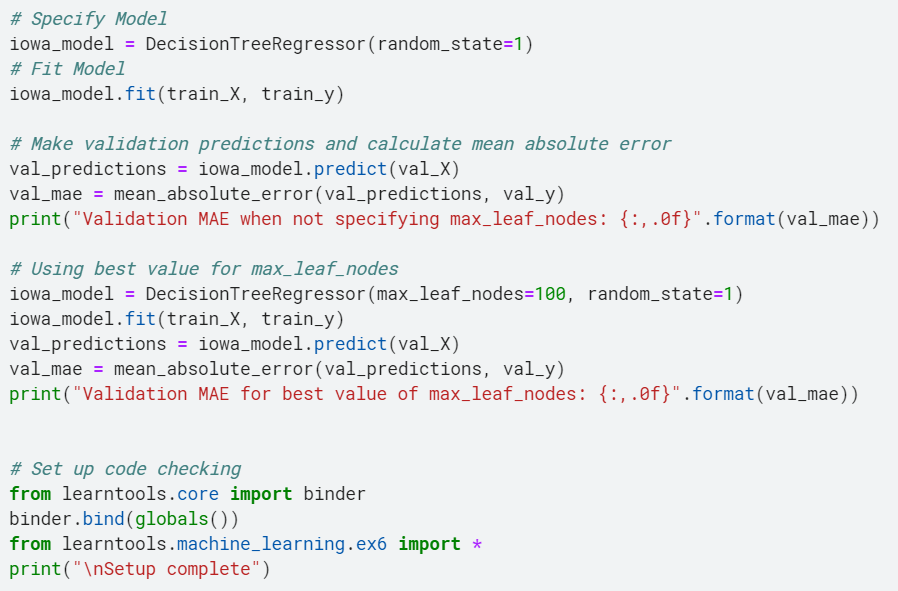 # Specify Model
iowa_model = DecisionTreeRegressor(random_state=1)
# Fit Model
iowa_model.fit(train_X, train_y)
# Make validation predictions and calculate mean absolute error
val_predictions = iowa_model.predict(val_X)
val_mae = mean_absolute_error(val_predictions, val_y)
print("Validation MAE when not specifying max_leaf_nodes: {:,.0f}".format(val_mae))
# Using best value for max_leaf_nodes
iowa_model = DecisionTreeRegressor(max_leaf_nodes=100, random_state=1)
iowa_model.fit(train_X, train_y)
val_predictions = iowa_model.predict(val_X)
val_mae = mean_absolute_error(val_predictions, val_y)
print("Validation MAE for best value of max_leaf_nodes: {:,.0f}".format(val_mae))
# Set up code checking
from learntools.core import binder
binder.bind(globals())
from learntools.machine_learning.ex6 import *
print("\nSetup complete")